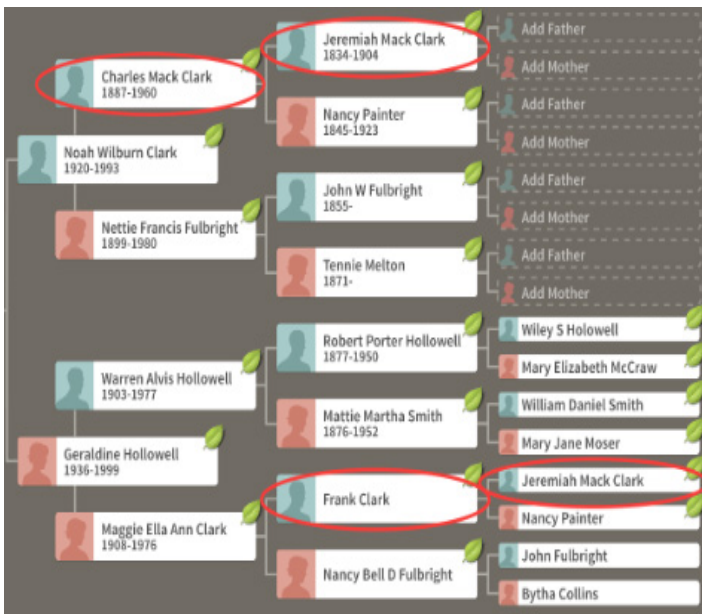 Jeremiah Mack Clark
1834-1904
Add Father
Add Mother
Charles Mack Clark
1887-1960
Nancy Painter
1845-1923
Add Father
Add Mother
Noah Wilburn Clark
1920-1993
John W Fulbright
1855-
Add Father
Add Mother
Nettie Francis Fulbright
1899-1980
Tennie Melton
1871-
Add Father
Add Mother
Robert Porter Hollowell
1877-1950
Wiley S Holowell
Mary Elizabeth McCraw
Warren Alvis Hollowell
1903-1977
Mattie Martha Smith
1876-1952
William Daniel Smith
Mary Jane Moser
Geraldine Hollowell
1936-1999
Frank Clark
Jeremiah Mack Clark
Nancy Painter
Maggie Ella Ann Clark
1908-1976
Nancy Bell D Fulbright
John Fulbright
Bytha Collins